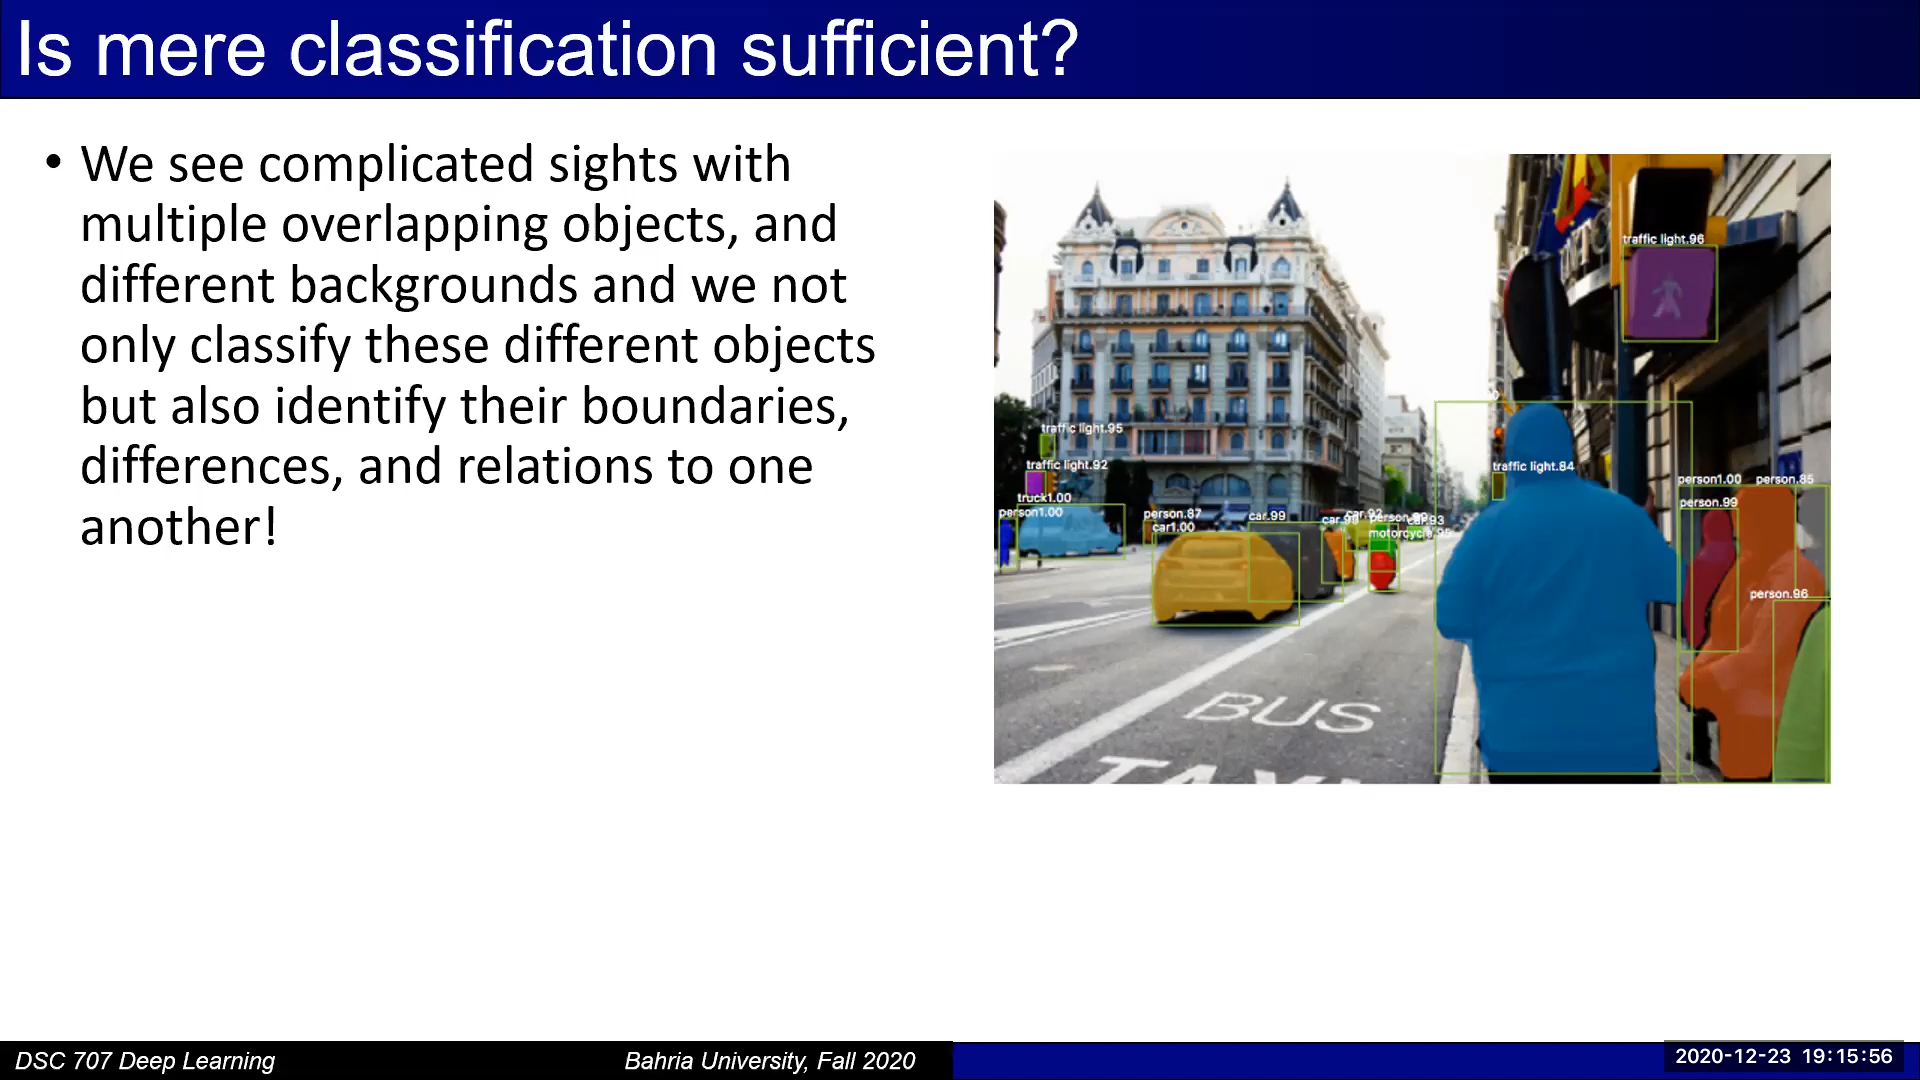 Is mere classification sufficient?
• We see complicated sights with
multiple overlapping objects, and
different backgrounds and we not
only classify these different objects
but also identify their boundaries,
differences, and relations to one
another!
traffic light.96
traffic light.95
traffic light.92
truck1.00
person1.00
person.87
car1.00
car.99
car.93
motorcycle.95
traffic light.84
person1.00
person.85
person.99
person.96
BUS
DSC 707 Deep Learning
Bahria University, Fall 2020
2020-12-23 19:15:56